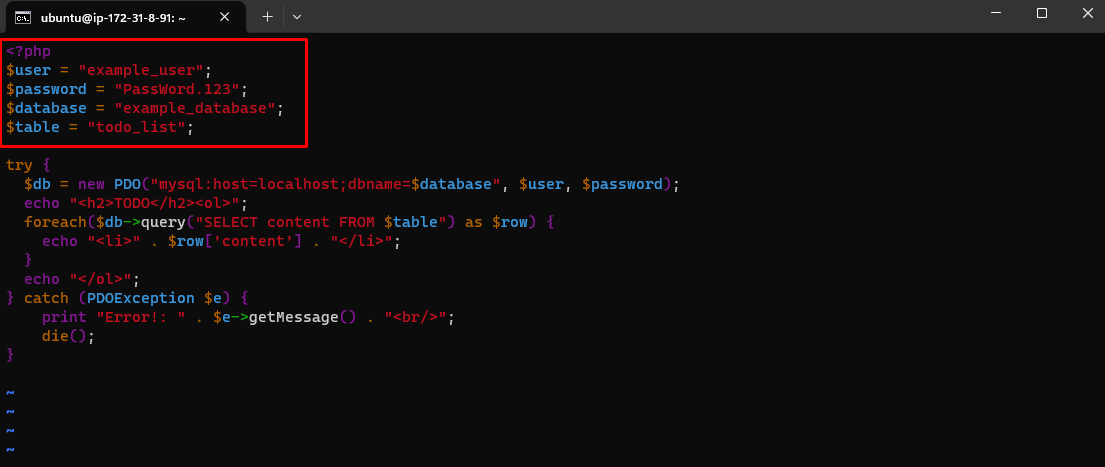 ubuntu@ip-172-31-8-91: ~
<?php
$user = "example_user";
$password = "PassWord.123";
$database = "example_database";
$table = "todo_list";

try {
  $db = new PDO("mysql:host=localhost;dbname=$database", $user, $password);
  echo "<h2>TODO</h2><ol>";
  foreach($db->query("SELECT content FROM $table") as $row) {
    echo "<li>" . $row['content'] . "</li>";
  }
  echo "</ol>";
} catch (PDOException $e) {
    print "Error!: " . $e->getMessage() . "<br/>";
    die();
}

~
~
~
~